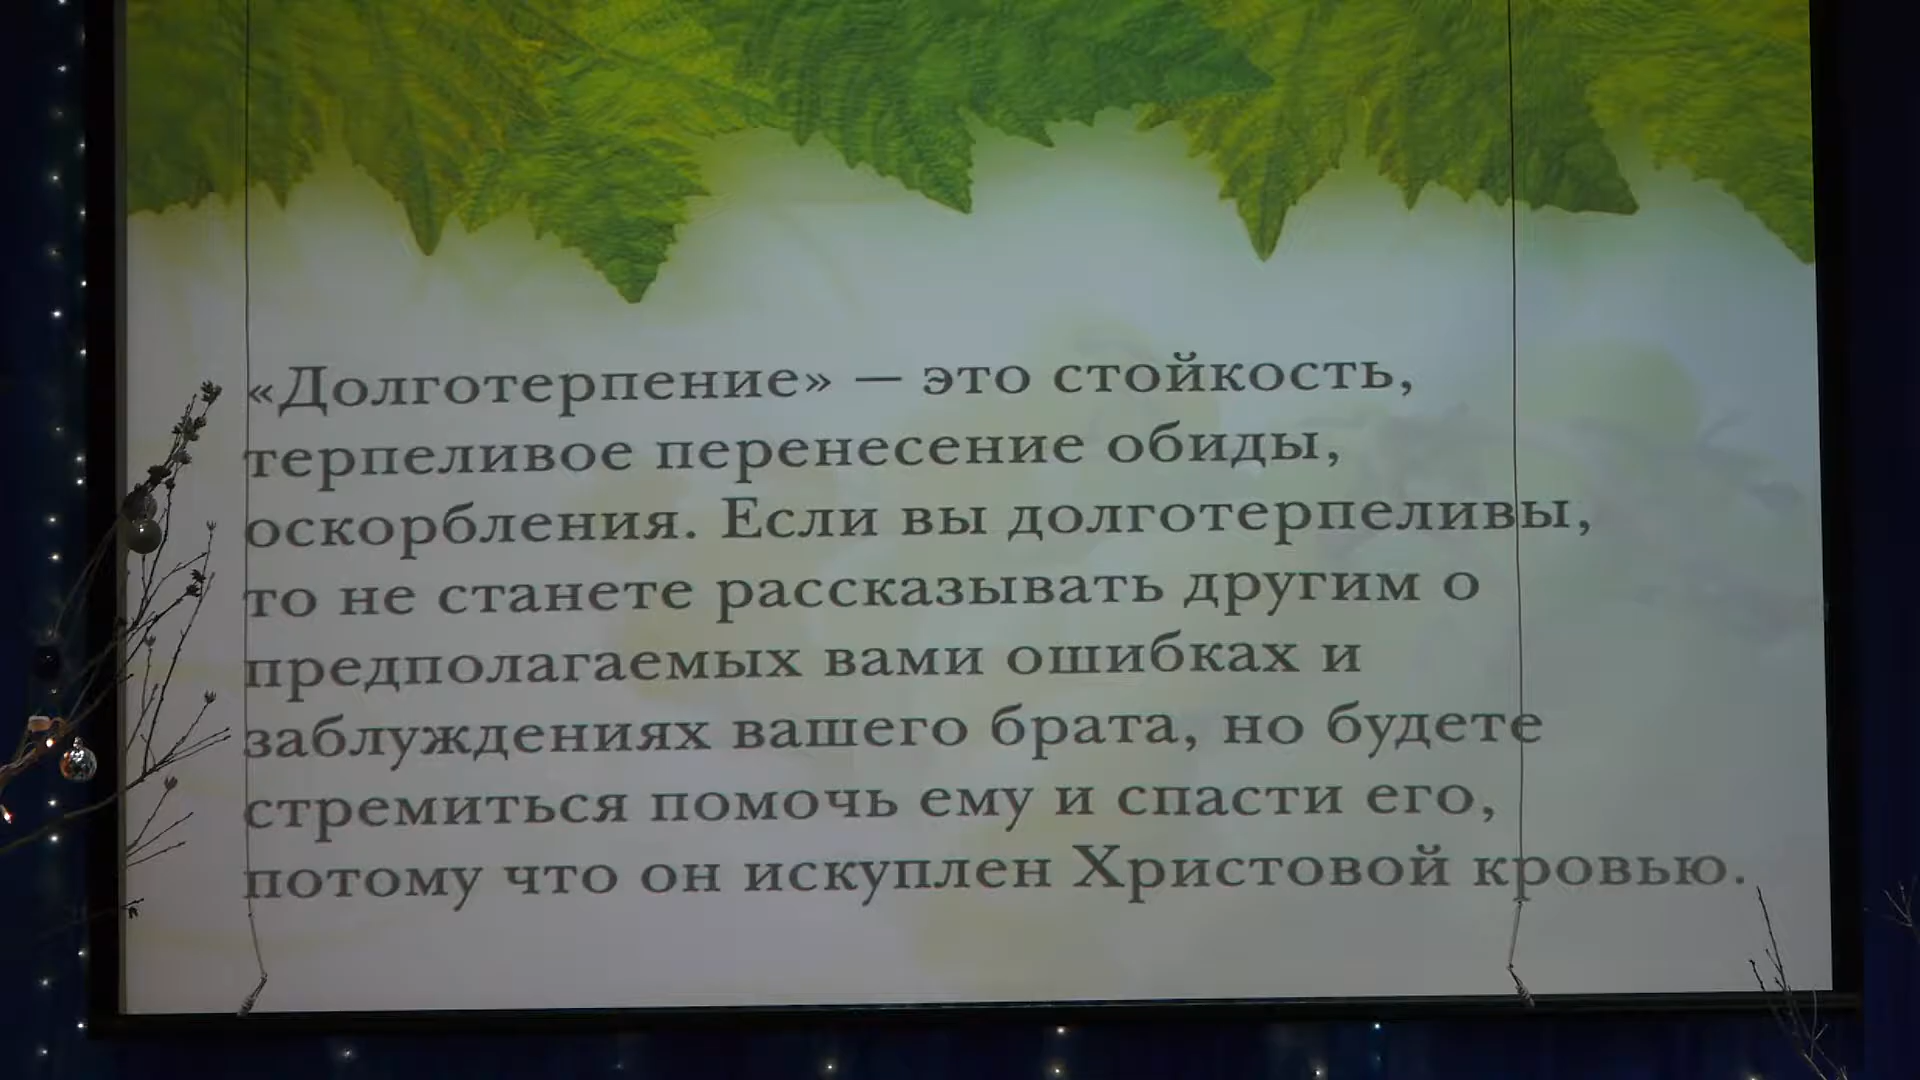 «Долготерпение» — это стойкость,
терпеливое перенесение обиды,
оскорбления. Если вы долготерпеливы,
то не станете рассказывать другим о
предполагаемых вами ошибках и
заблуждениях вашего брата, но будете
стремиться помочь ему и спасти его,
потому что он искуплен Христовой кровью.